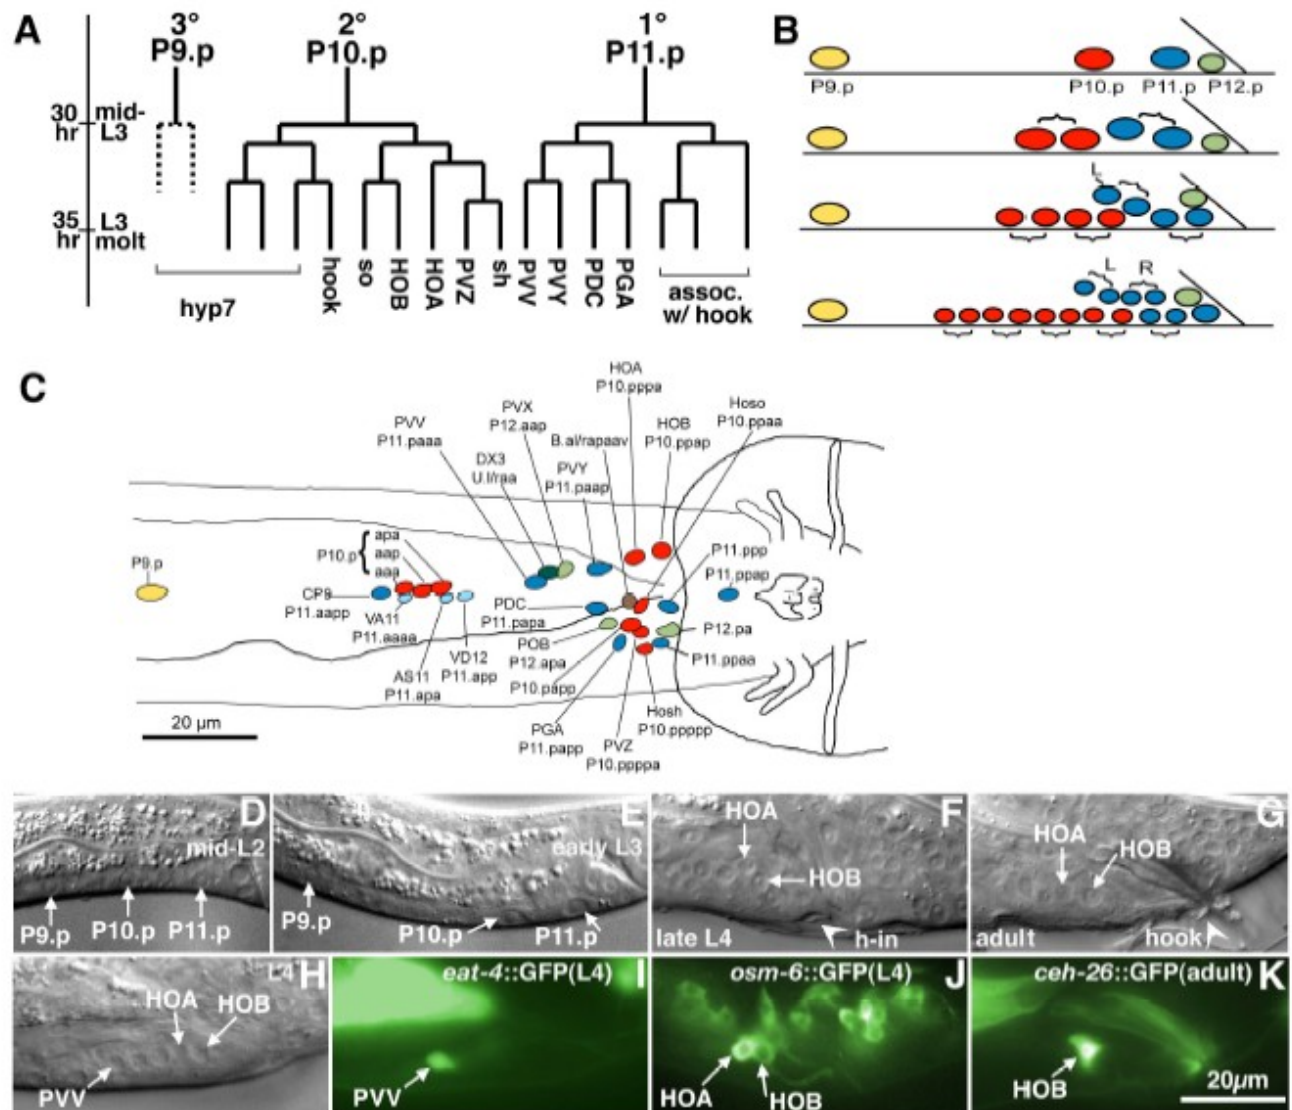 A
3° 2° 1°
P9.p P10.p P11.p
30 mid-
hr L3
35 L3
hr molt
hyp7
hook
so
HOB
HOA
PVZ
sh
PVV
PVY
PDC
PGA
assoc.
w/ hook
B
P9.p P10.p P11.p P12.p
L
L R
C
HOA
P10.pppa
Hoso
P10.ppaa
PVX
P12.aap
HOB
P10.ppap
PVV
P11.paaa
B.al/rapaav
DX3
U.l/raa
PVY
P11.paap
P10.p { apa
aap
aaa
P9.p
P11.ppp
P11.ppap
CP9
P11.aapp
VA11
P11.aaaa
PDC
P11.papa
POB
P12.apa
P12.pa
P11.ppaa
VD12
P11.app
AS11
P11.apa
P10.papp
PGA
P11.papp
PVZ
P10.ppppa
Hosh
P10.ppppp
20 µm
D
mid-L2
P9.p P10.p P11.p
E
early L3
P9.p P10.p P11.p
F
HOA
HOB
late L4 h-in
G
HOA HOB
adult hook
L4 H
HOA HOB
PVV
eat-4::GFP(L4) I
PVV
osm-6::GFP(L4) J
HOA HOB
ceh-26::GFP(adult) K
HOB
20µm